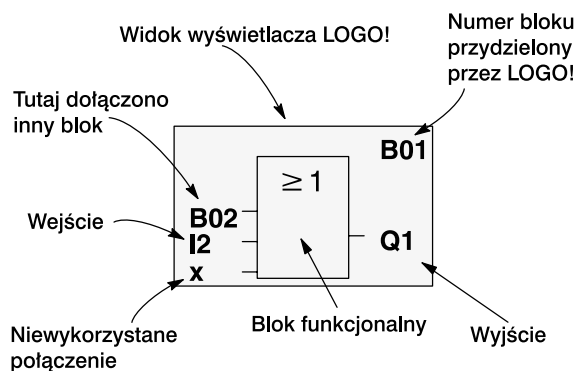 Widok wyświetlacza LOGO!
Numer bloku
przydzielony
przez LOGO!
Tutaj dołączono
inny blok
B01
≥ 1
B02
Wejście
I2
Q1
x
Niewykorzystane
połączenie
Blok funkcjonalny
Wyjście